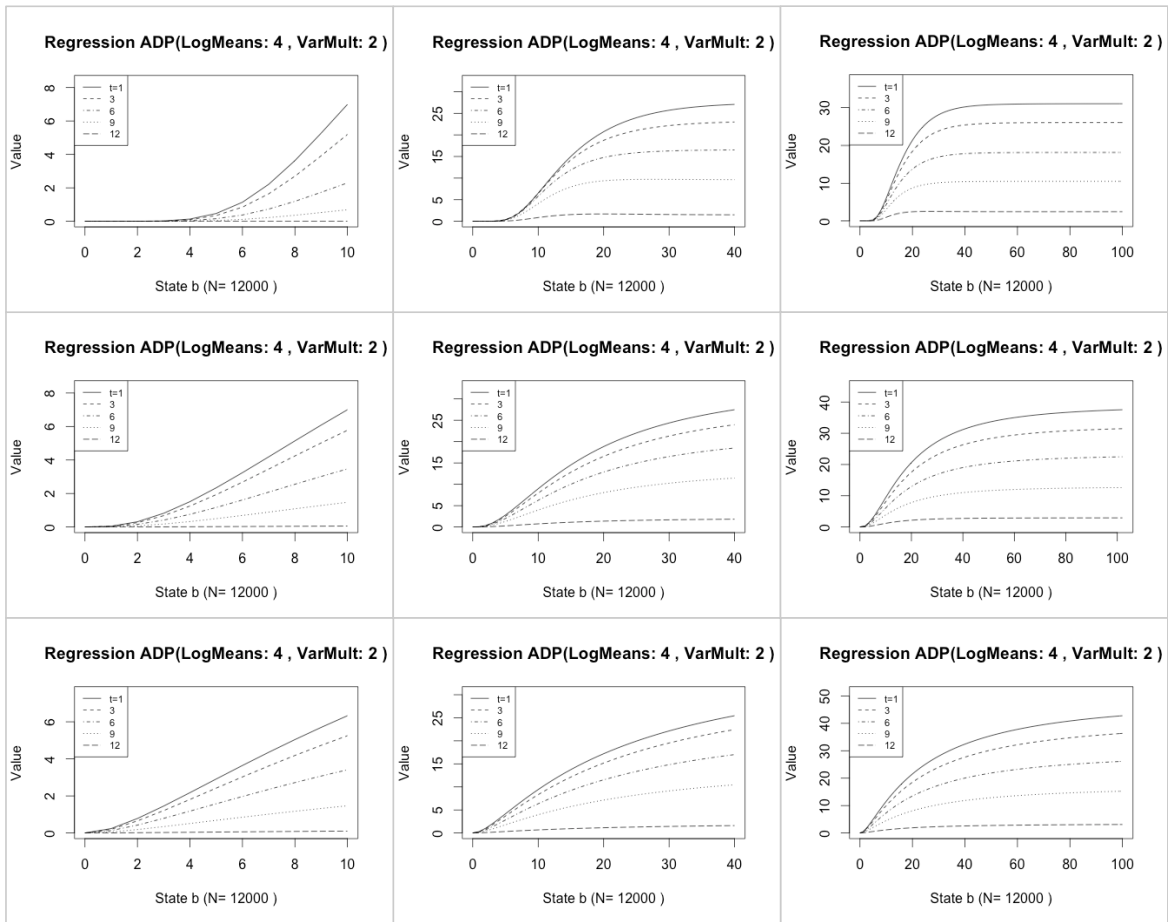 Regression ADP(LogMeans: 4 , VarMult: 2 )
Value
8
6
4
2
0
t=1
3
6
9
12
0 2 4 6 8 10
State b (N= 12000 )
Regression ADP(LogMeans: 4 , VarMult: 2 )
Value
25
15
5
0
t=1
3
6
9
12
0 10 20 30 40
State b (N= 12000 )
Regression ADP(LogMeans: 4 , VarMult: 2 )
Value
30
20
10
0
t=1
3
6
9
12
0 20 40 60 80 100
State b (N= 12000 )
Regression ADP(LogMeans: 4 , VarMult: 2 )
Value
8
6
4
2
0
t=1
3
6
9
12
0 2 4 6 8 10
State b (N= 12000 )
Regression ADP(LogMeans: 4 , VarMult: 2 )
Value
25
15
5
0
t=1
3
6
9
12
0 10 20 30 40
State b (N= 12000 )
Regression ADP(LogMeans: 4 , VarMult: 2 )
Value
40
30
20
10
0
t=1
3
6
9
12
0 20 40 60 80 100
State b (N= 12000 )
Regression ADP(LogMeans: 4 , VarMult: 2 )
Value
6
4
2
0
t=1
3
6
9
12
0 2 4 6 8 10
State b (N= 12000 )
Regression ADP(LogMeans: 4 , VarMult: 2 )
Value
25
15
5
0
t=1
3
6
9
12
0 10 20 30 40
State b (N= 12000 )
Regression ADP(LogMeans: 4 , VarMult: 2 )
Value
50
40
30
20
10
0
t=1
3
6
9
12
0 20 40 60 80 100
State b (N= 12000 )